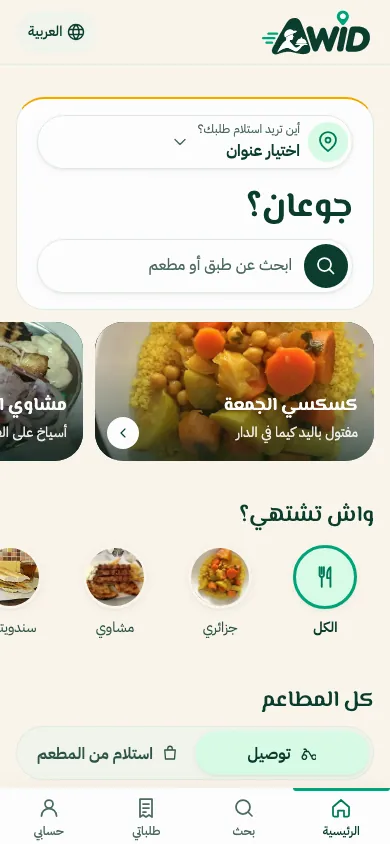 AWID
العربية
أين تريد استلام طلبك؟
اختيار عنوان
جوعان؟
ابحث عن طبق أو مطعم
كسكسي الجمعة
مفتول باليد كيما في الدار
مشاوي
أسياخ على
واش تشتهي؟
الكل
جزائري
مشاوي
كل المطاعم
توصيل
استلام من المطعم
الرئيسية
بحث
طلباتي
حسابي